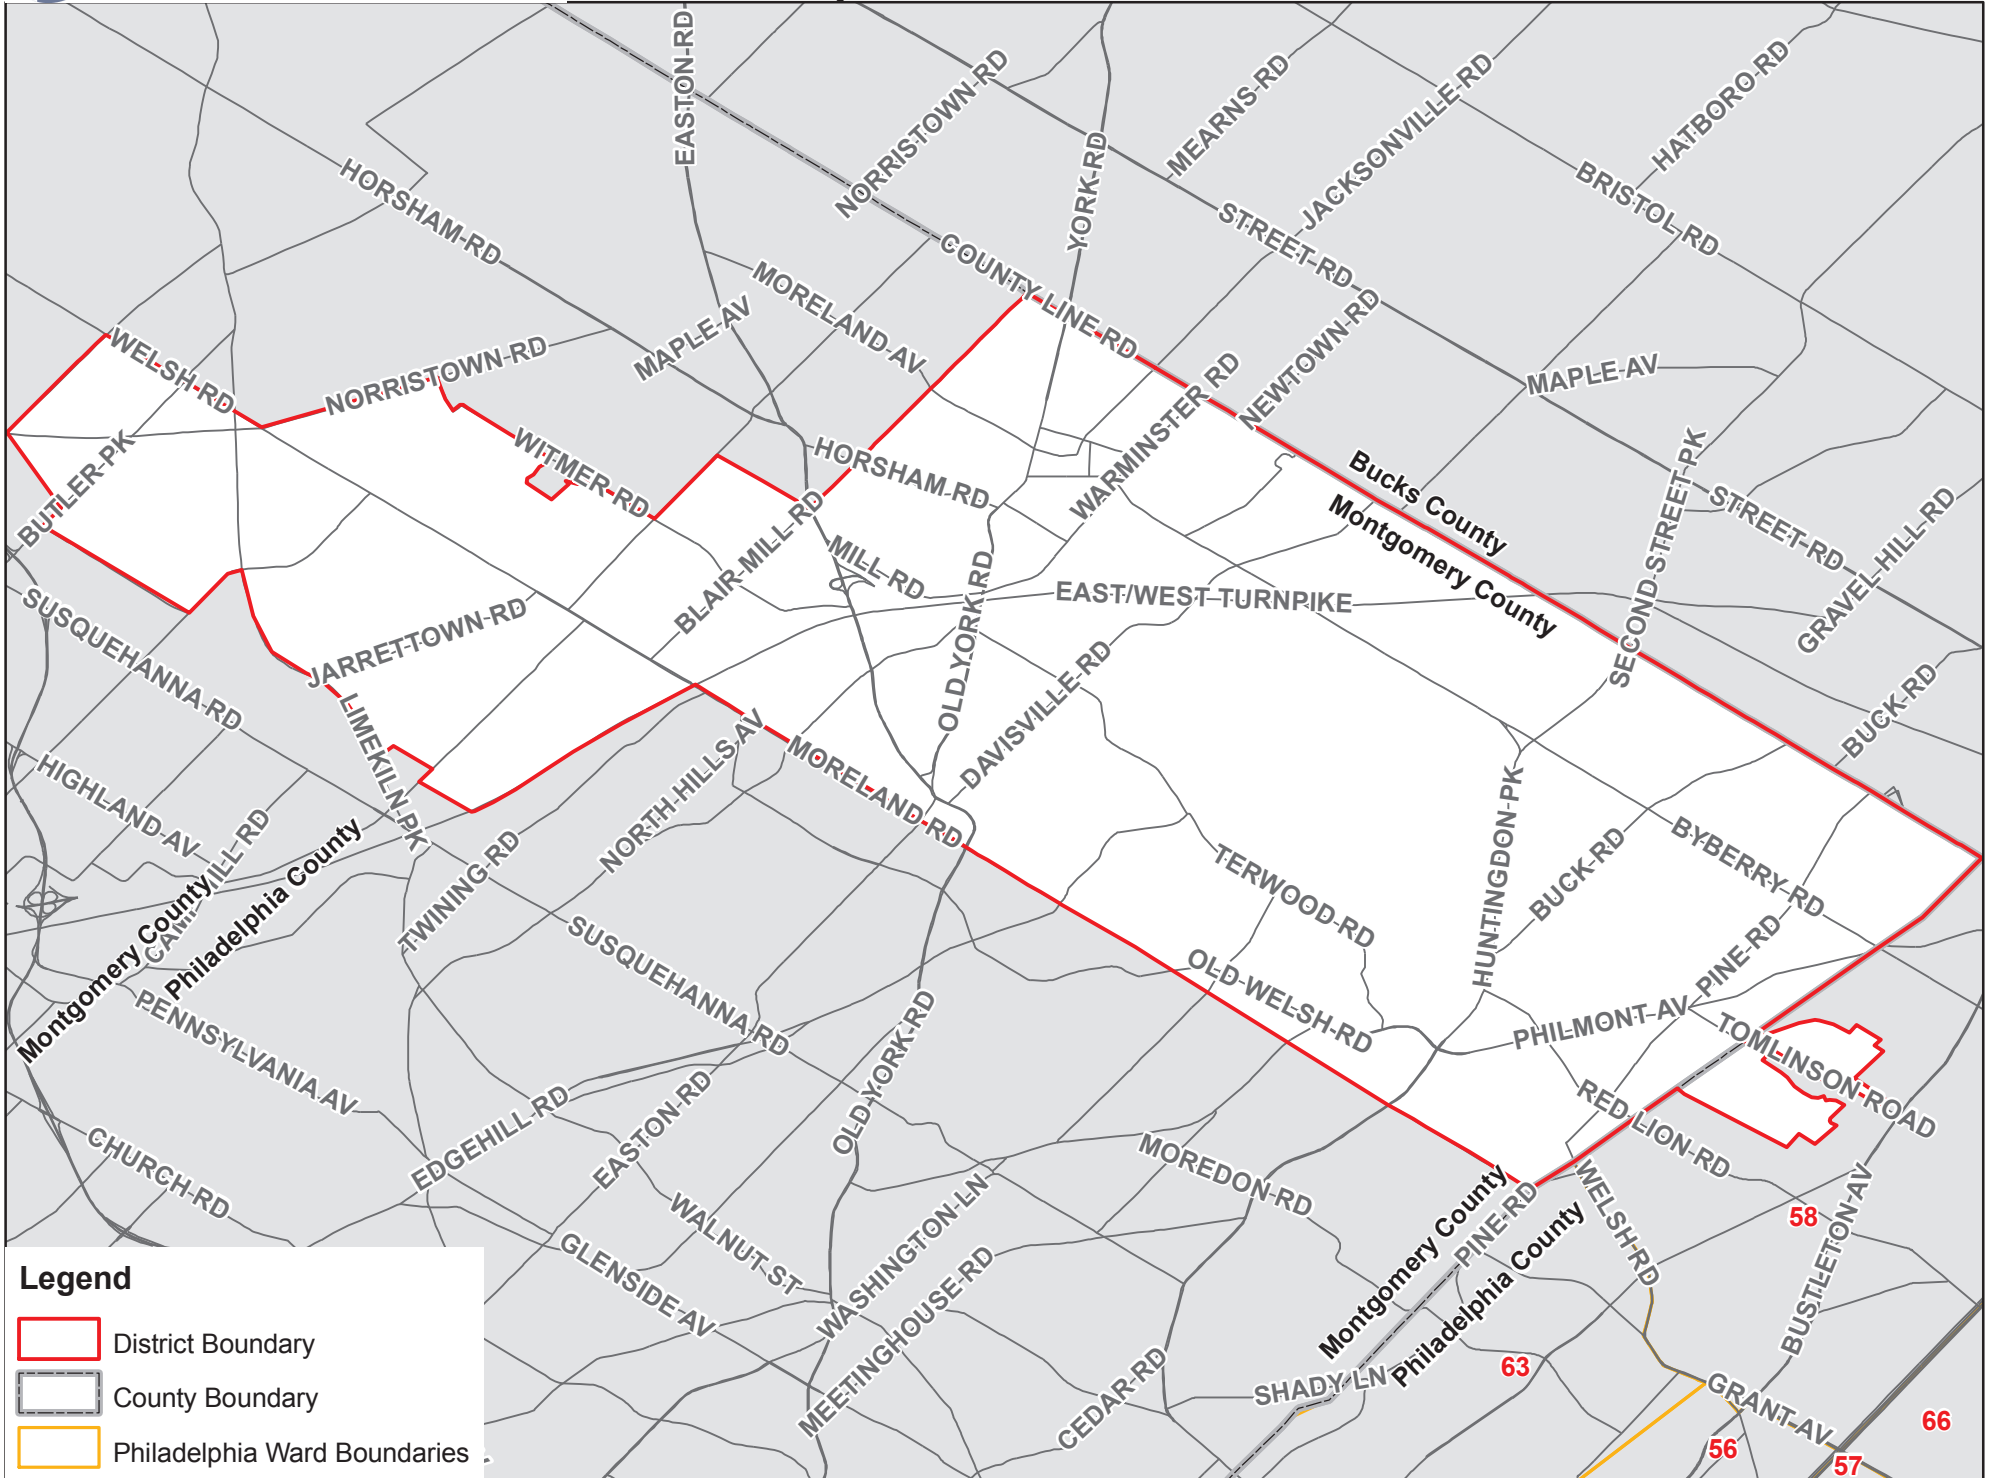 EASTON RD
NORRISTOWN RD
MEARNS RD
JACKSONVILLE RD
HATBORO RD
YORK RD
HORSHAM RD
BRISTOL RD
STREET RD
COUNTY LINE RD
MORELAND AV
MAPLE AV
NEWTOWN RD
WELSH RD
NORRISTOWN RD
WARMINSTER RD
MAPLE AV
BUTLER PK
WITMER RD
HORSHAM RD
Bucks County
Montgomery County
SECOND STREET PK
STREET RD
GRAVEL HILL RD
BLAIR MILL RD
MILL RD
OLD YORK RD
EAST/WEST TURNPIKE
SUSQUEHANNA RD
JARRETTOWN RD
DAVISVILLE RD
BUCK RD
LIMEKILN PK
NORTH HILLS AV
MORELAND RD
HIGHLAND AV
CAMP HILL RD
TWINING RD
TERWOOD RD
HUNTINGDON PK
BUCK RD
BYBERRY RD
PINE RD
Montgomery County
Philadelphia County
SUSQUEHANNA RD
OLD WELSH RD
PHILMONT AV
TOMLINSON ROAD
PENNSYLVANIA AV
OLD YORK RD
EASTON RD
EDGEHILL RD
RED LION RD
CHURCH RD
MOREDON RD
WALNUT ST
WASHINGTON LN
GLENSIDE AV
MEETINGHOUSE RD
PINE RD
WELSH RD
58
BUSTLETON AV
Montgomery County
Philadelphia County
CEDAR RD
SHADY LN
63
GRANT AV
66
56
57
Legend
District Boundary
County Boundary
Philadelphia Ward Boundaries